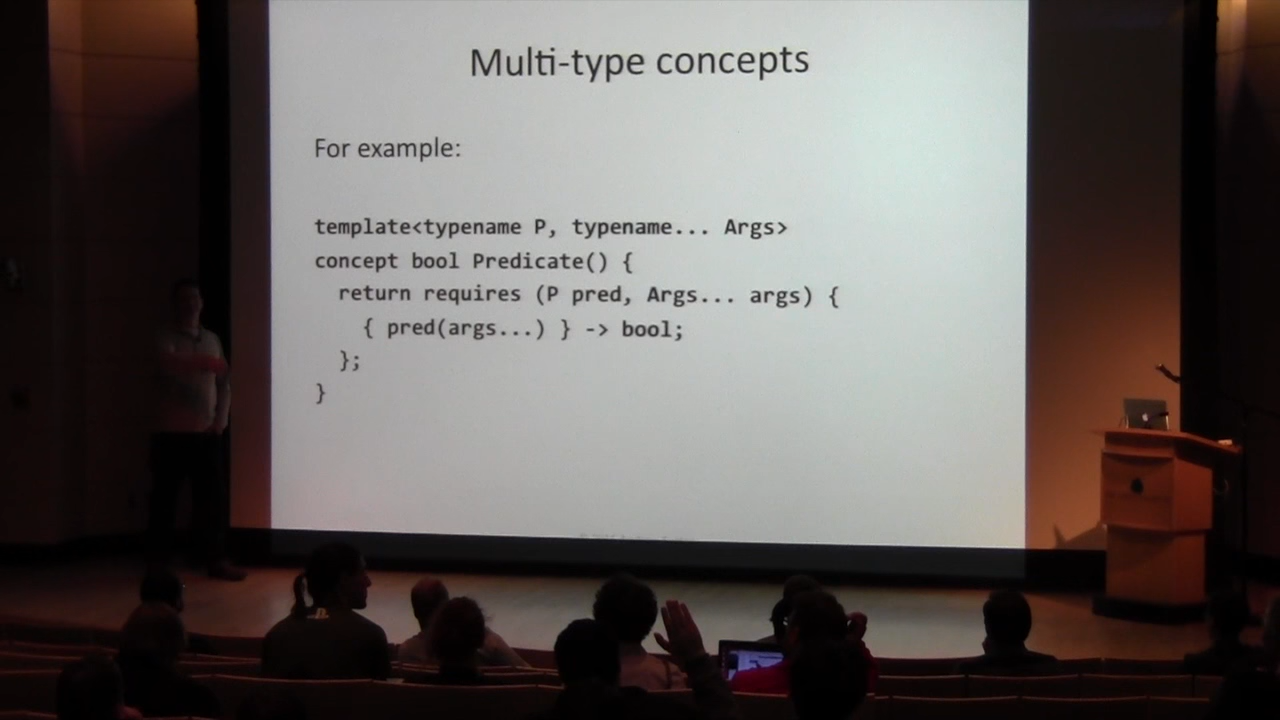 Multi-type concepts
For example:
template<typename P, typename... Args>
concept bool Predicate() {
return requires (P pred, Args... args) {
{ pred(args...) } -> bool;
};
}